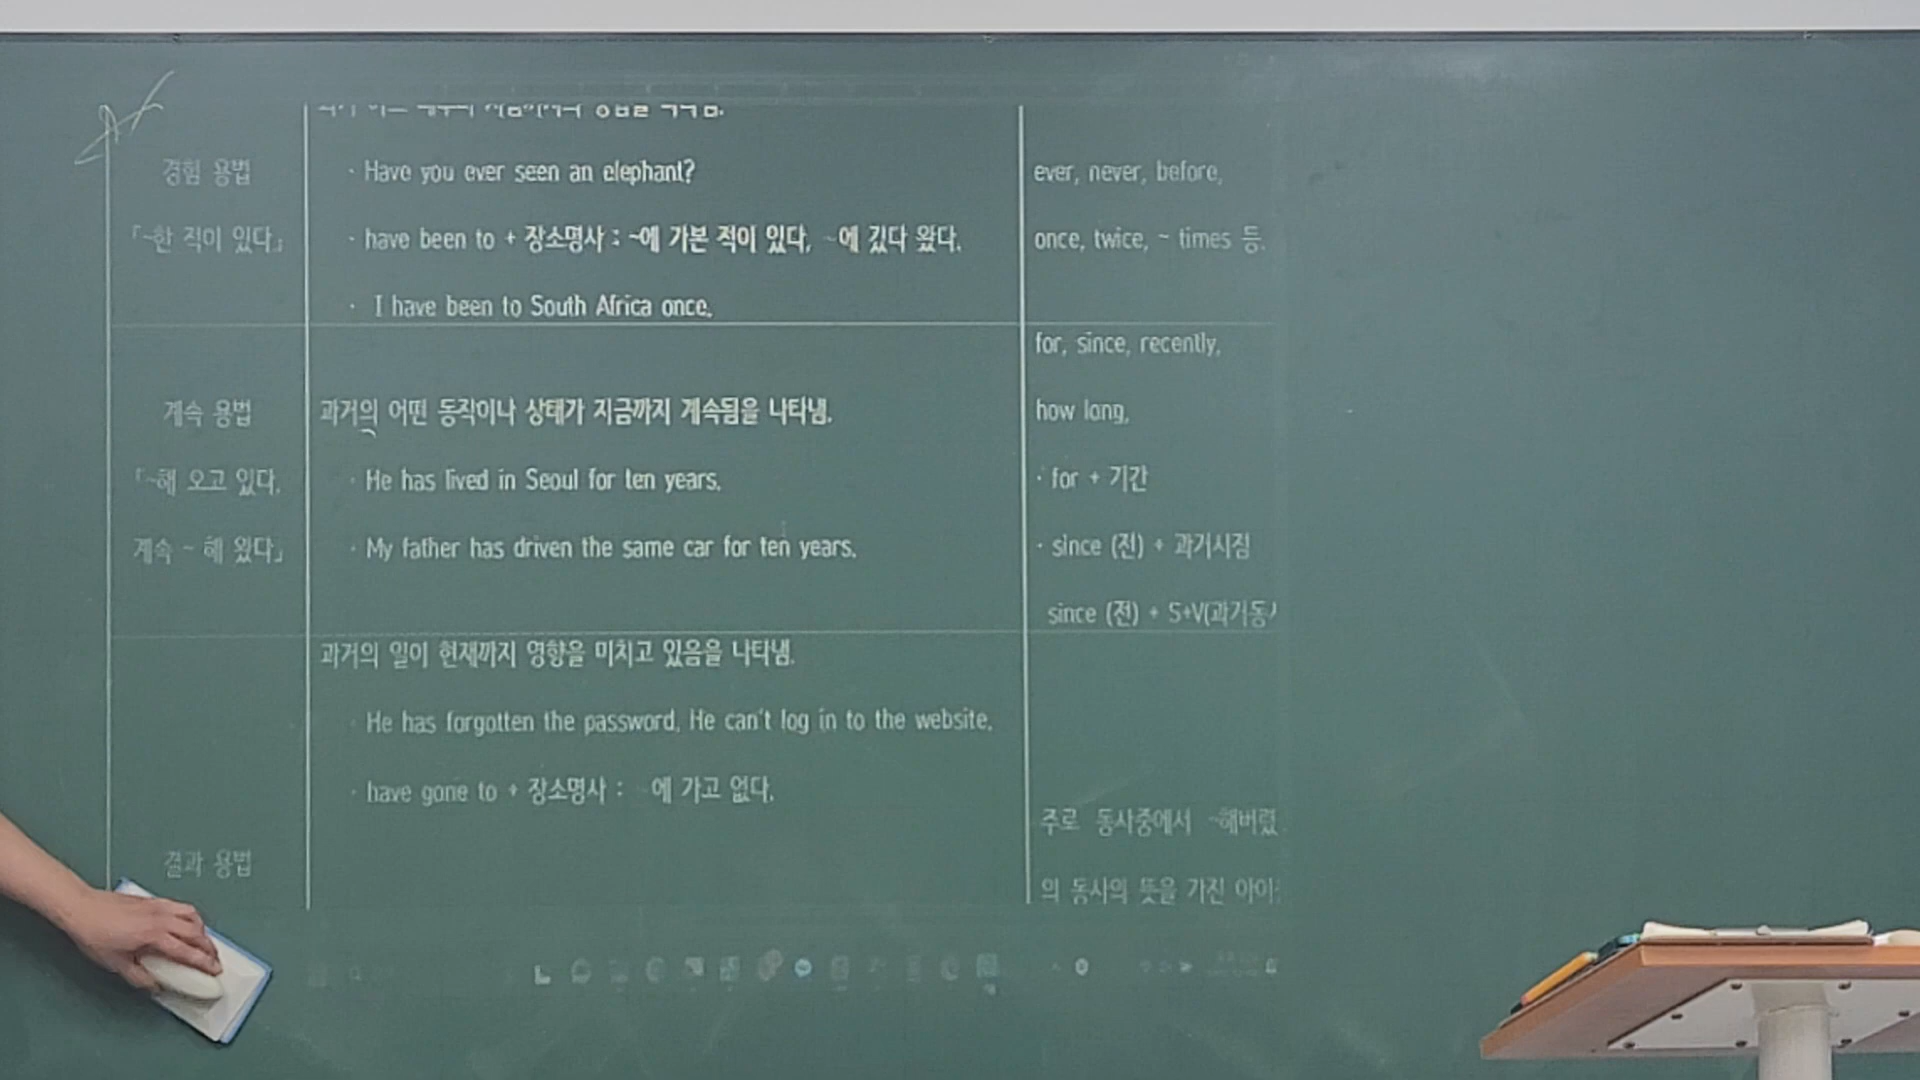 경험 용법
「~한 적이 있다」
· Have you ever seen an elephant?
· have been to + 장소명사 : ~에 가본 적이 있다, ~에 갔다 왔다.
· I have been to South Africa once.
ever, never, before,
once, twice, ~ times 등.
계속 용법
「~해 오고 있다,
계속 ~ 해 왔다」
과거의 어떤 동작이나 상태가 지금까지 계속됨을 나타냄.
· He has lived in Seoul for ten years.
· My father has driven the same car for ten years.
for, since, recently,
how long,
· for + 기간
· since (전) + 과거시점
since (전) + S+V(과거동
결과 용법
과거의 일이 현재까지 영향을 미치고 있음을 나타냄.
· He has forgotten the password. He can't log in to the website.
· have gone to + 장소명사 : ~에 가고 없다.
주로 동사중에서 ~해버렸
의 동사의 뜻을 가진 아이